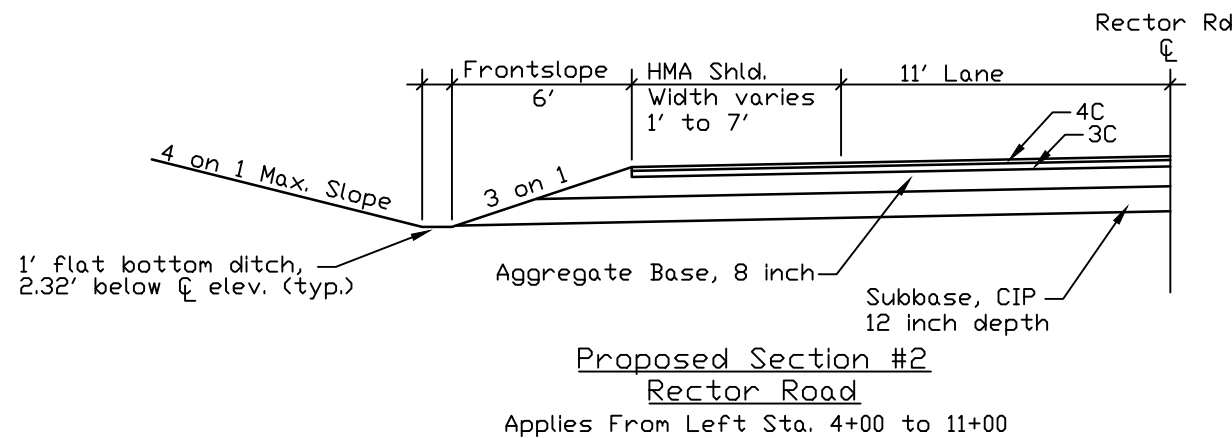 Rector Rd
℄
Frontslope
6'
HMA Shld.
Width varies
1' to 7'
11' Lane
4C
3C
4 on 1 Max. Slope
3 on 1
1' flat bottom ditch,
2.32' below ℄ elev. (typ.)
Aggregate Base, 8 inch
Subbase, CIP
12 inch depth
Proposed Section #2
Rector Road
Applies From Left Sta. 4+00 to 11+00